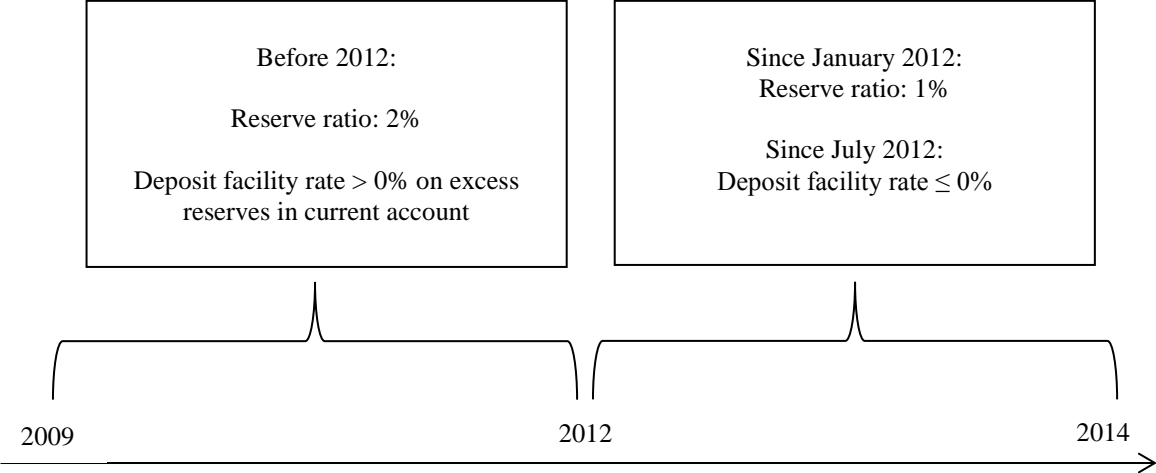 Before 2012:
Reserve ratio: 2%
Deposit facility rate > 0% on excess
reserves in current account
Since January 2012:
Reserve ratio: 1%
Since July 2012:
Deposit facility rate ≤ 0%
2009
2012
2014